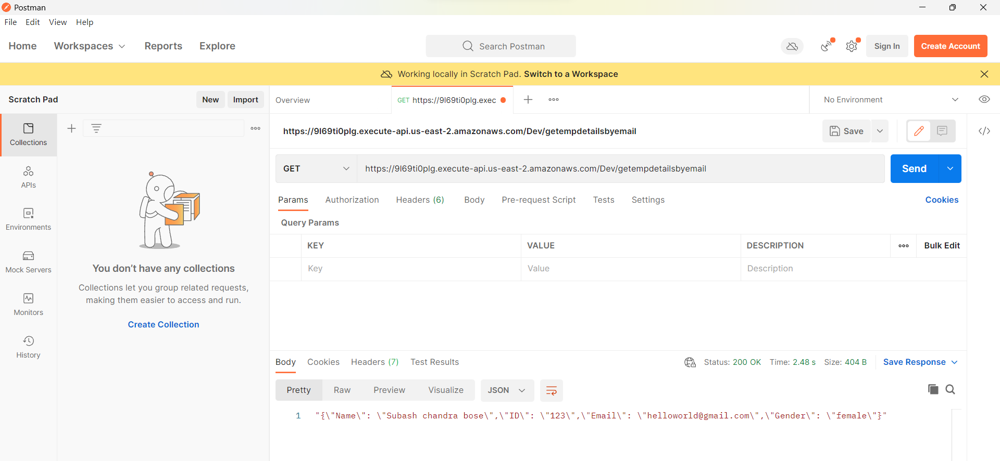 Postman
File Edit View Help
Home Workspaces Reports Explore Search Postman Sign In Create Account
Working locally in Scratch Pad. Switch to a Workspace
Scratch Pad New Import Overview GET https://9l69ti0plg.exec No Environment
Collections
APIs
Environments
Mock Servers
Monitors
History
You don't have any collections
Collections let you group related requests,
making them easier to access and run.
Create Collection
https://9l69ti0plg.execute-api.us-east-2.amazonaws.com/Dev/getempdetailsbyemail Save </>
GET https://9l69ti0plg.execute-api.us-east-2.amazonaws.com/Dev/getempdetailsbyemail Send
Params Authorization Headers (6) Body Pre-request Script Tests Settings Cookies
Query Params
KEY VALUE DESCRIPTION Bulk Edit
Key Value Description
Body Cookies Headers (7) Test Results Status: 200 OK Time: 2.48 s Size: 404 B Save Response
Pretty Raw Preview Visualize JSON
1 "{\"Name\": \"Subash chandra bose\",\"ID\": \"123\",\"Email\": \"helloworld@gmail.com\",\"Gender\": \"female\"}"